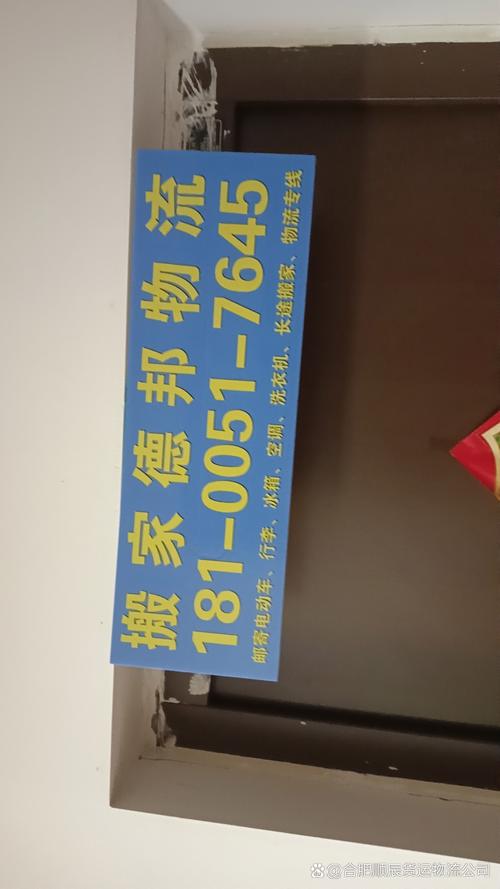 搬家德邦物流
181-0051-7645
邮寄电动车、行李、冰箱、空调、洗衣机、长途搬家、物流专线
@合肥顺辰货运物流公司